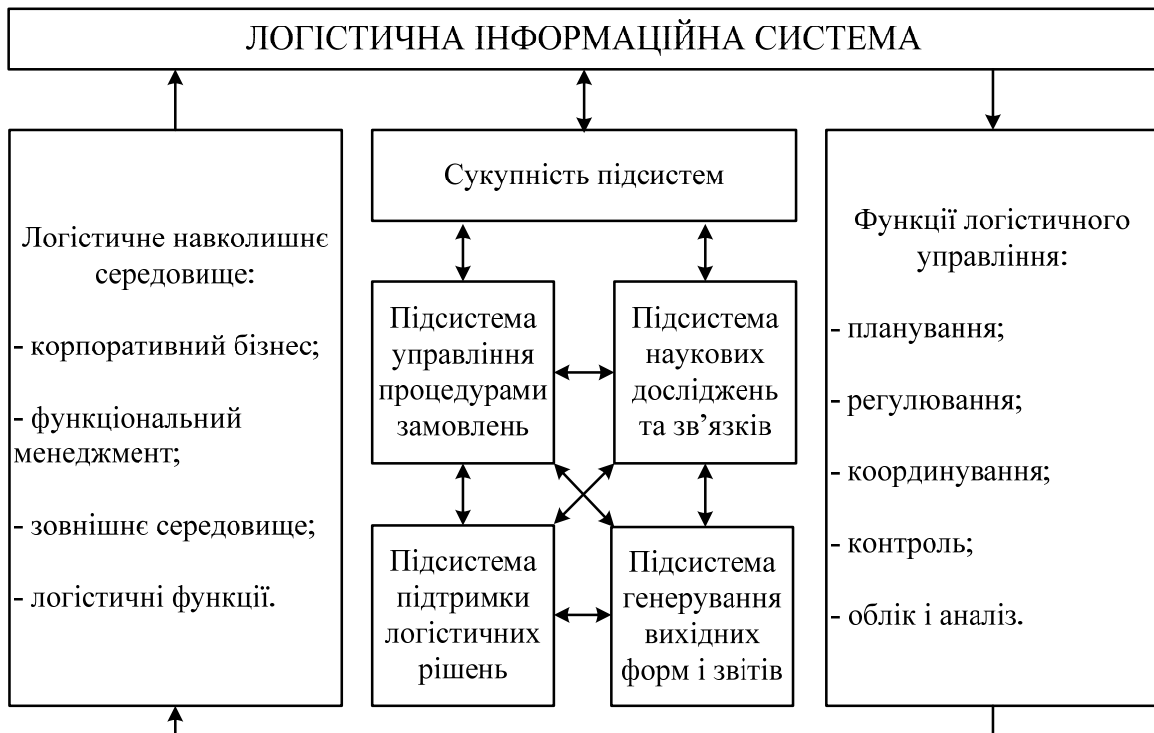 ЛОГІСТИЧНА ІНФОРМАЦІЙНА СИСТЕМА
Логістичне навколишнє
середовище:
- корпоративний бізнес;
- функціональний
менеджмент;
- зовнішнє середовище;
- логістичні функції.
Сукупність підсистем
Підсистема
управління
процедурами
замовлень
Підсистема
наукових
досліджень
та зв’язків
Підсистема
підтримки
логістичних
рішень
Підсистема
генерування
вихідних
форм і звітів
Функції логістичного
управління:
- планування;
- регулювання;
- координування;
- контроль;
- облік і аналіз.